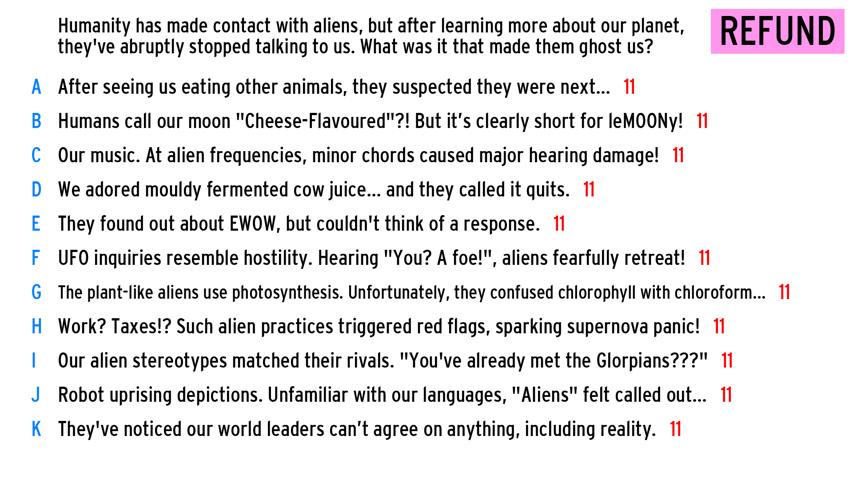 Humanity has made contact with aliens, but after learning more about our planet,
they've abruptly stopped talking to us. What was it that made them ghost us?
REFUND
A After seeing us eating other animals, they suspected they were next... 11
B Humans call our moon "Cheese-Flavoured"?! But it’s clearly short for leMOONy! 11
C Our music. At alien frequencies, minor chords caused major hearing damage! 11
D We adored mouldy fermented cow juice... and they called it quits. 11
E They found out about EWOW, but couldn't think of a response. 11
F UFO inquiries resemble hostility. Hearing "You? A foe!", aliens fearfully retreat! 11
G The plant-like aliens use photosynthesis. Unfortunately, they confused chlorophyll with chloroform... 11
H Work? Taxes!? Such alien practices triggered red flags, sparking supernova panic! 11
I Our alien stereotypes matched their rivals. "You've already met the Glorpians???" 11
J Robot uprising depictions. Unfamiliar with our languages, "Aliens" felt called out... 11
K They've noticed our world leaders can’t agree on anything, including reality. 11